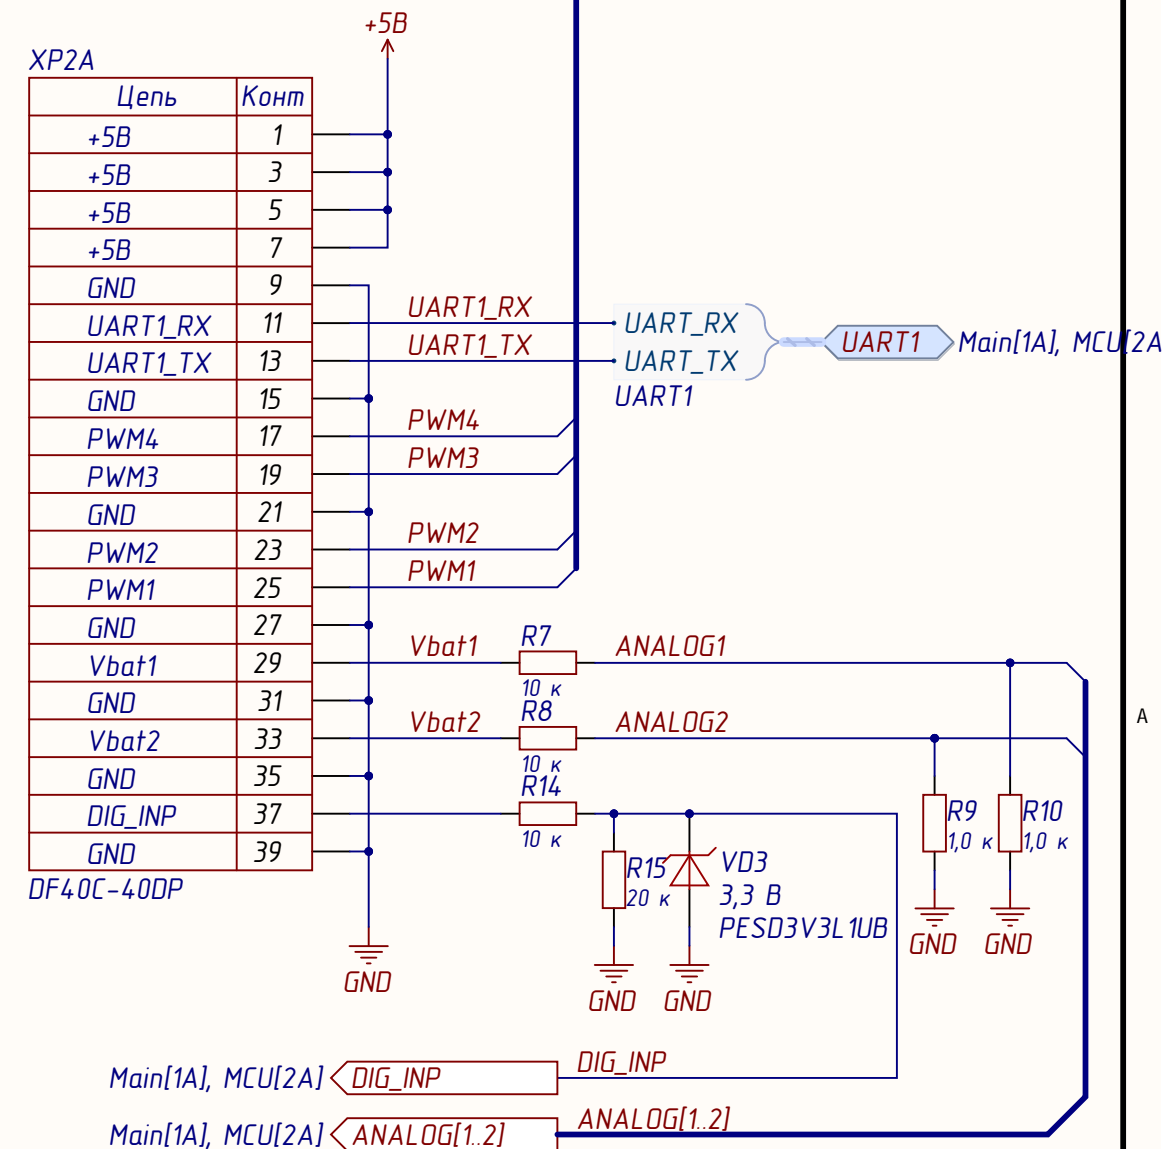 +5В
XP2A
Цепь Конт
+5В 1
+5В 3
+5В 5
+5В 7
GND 9
UART1_RX 11 UART1_RX UART_RX
UART1_TX 13 UART1_TX UART_TX
UART1 Main[1A], MCU[2A
UART1
GND 15
PWM4 17 PWM4
PWM3 19 PWM3
GND 21
PWM2 23 PWM2
PWM1 25 PWM1
GND 27
Vbat1 29 Vbat1 R7 ANALOG1
10 к
GND 31
Vbat2 33 Vbat2 R8 ANALOG2
10 к
A
GND 35
DIG_INP 37 R14
10 к
GND 39
DF40C-40DP
R9
1,0 к
R10
1,0 к
R15
20 к
VD3
3,3 В
PESD3V3L1UB
GND GND
GND
GND GND
DIG_INP
Main[1A], MCU[2A] DIG_INP
ANALOG[1..2]
Main[1A], MCU[2A] ANALOG[1..2]